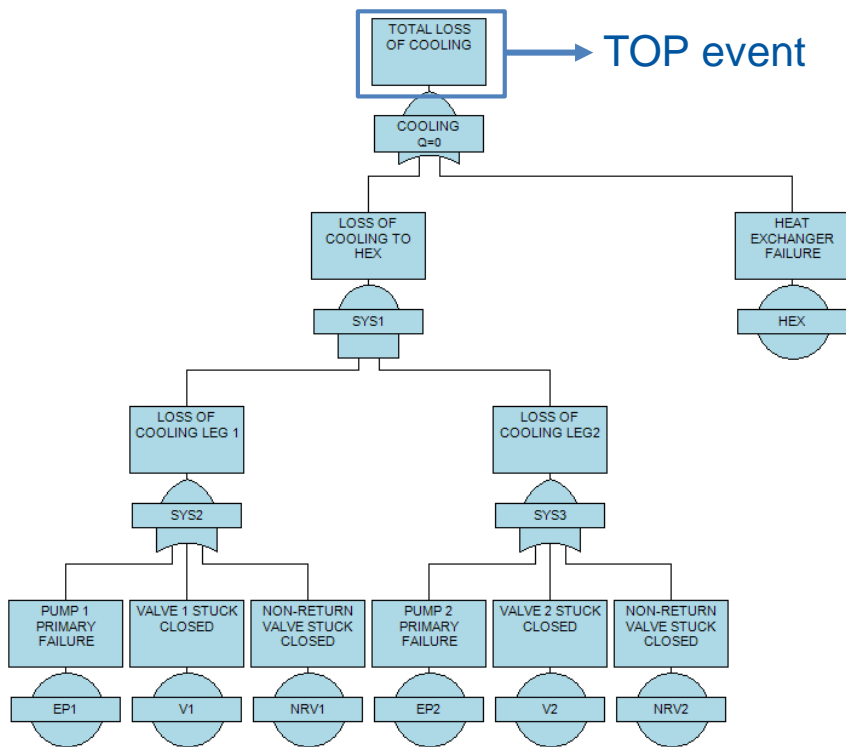 TOTAL LOSS
OF COOLING
TOP event
COOLING
Q=0
LOSS OF
COOLING TO
HEX
HEAT
EXCHANGER
FAILURE
SYS1
HEX
LOSS OF
COOLING LEG 1
LOSS OF
COOLING LEG2
SYS2
SYS3
PUMP 1
PRIMARY
FAILURE
VALVE 1 STUCK
CLOSED
NON-RETURN
VALVE STUCK
CLOSED
PUMP 2
PRIMARY
FAILURE
VALVE 2 STUCK
CLOSED
NON-RETURN
VALVE STUCK
CLOSED
EP1
V1
NRV1
EP2
V2
NRV2